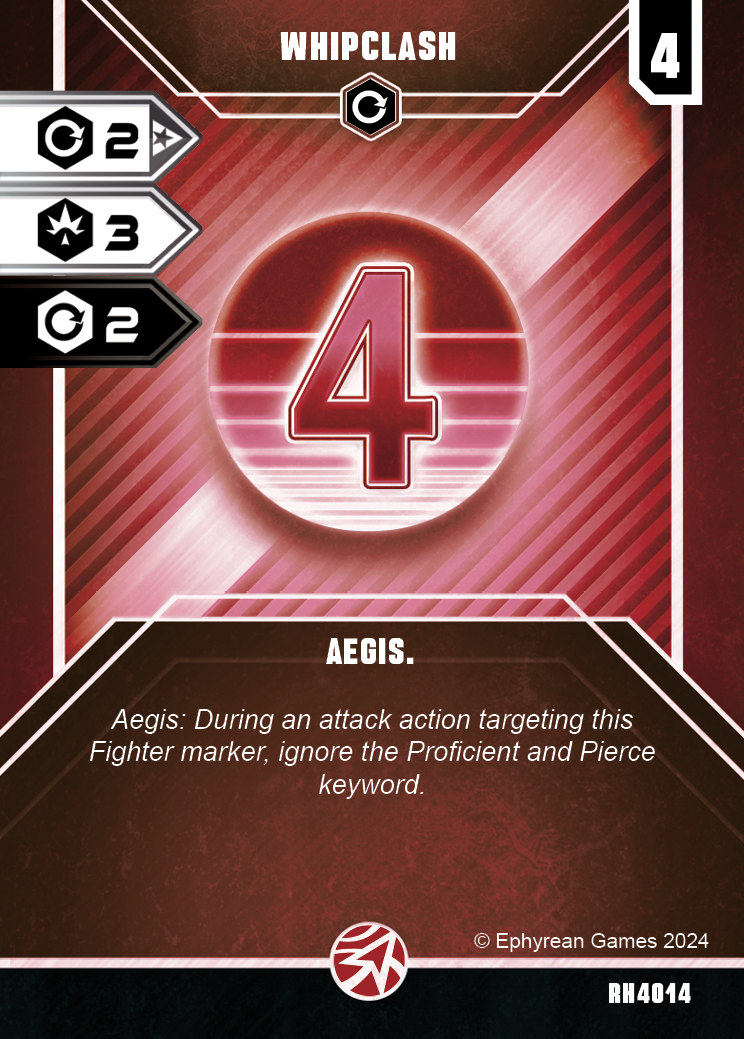 WHIPCLASH
4
2
3
2
4
AEGIS.
Aegis: During an attack action targeting this
Fighter marker, ignore the Proficient and Pierce
keyword.
© Ephyrean Games 2024
RH4014